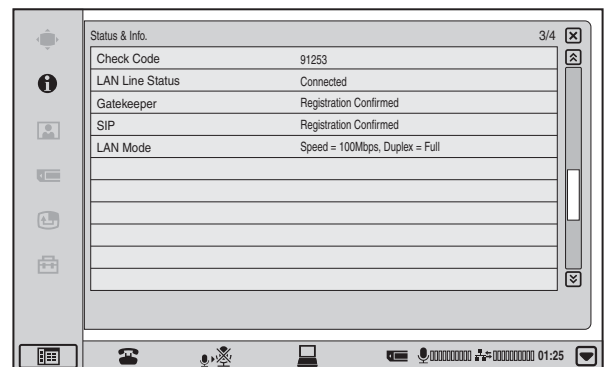 Status & Info. 3/4
Check Code 91253
LAN Line Status Connected
Gatekeeper Registration Confirmed
SIP Registration Confirmed
LAN Mode Speed = 100Mbps, Duplex = Full
01:25